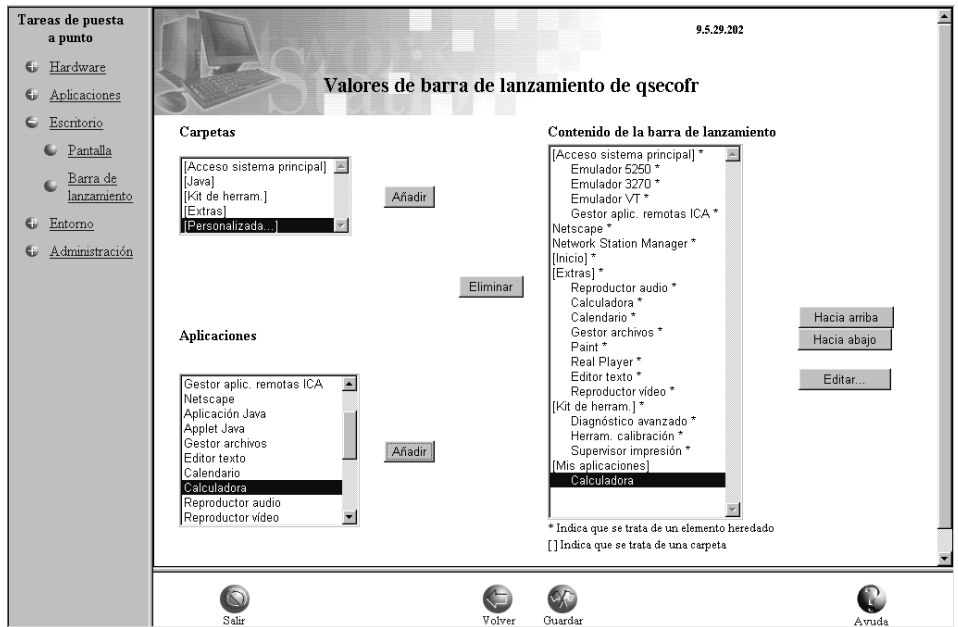 Tareas de puesta
a punto
Hardware
Aplicaciones
Escritorio
Pantalla
Barra de
lanzamiento
Entorno
Administración
9.5.29.202
Network
Station
Valores de barra de lanzamiento de qsecofr
Carpetas
[Acceso sistema principal]
[Java]
[Kit de herram.]
[Extras]
[Personalizada...]
Añadir
Eliminar
Aplicaciones
Gestor aplic. remotas ICA
Netscape
Aplicación Java
Applet Java
Gestor archivos
Editor texto
Calendario
Calculadora
Reproductor audio
Reproductor vídeo
Añadir
Contenido de la barra de lanzamiento
[Acceso sistema principal] *
Emulador 5250 *
Emulador 3270 *
Emulador VT *
Gestor aplic. remotas ICA *
Netscape *
Network Station Manager *
[Inicio] *
[Extras] *
Reproductor audio *
Calculadora *
Calendario *
Gestor archivos *
Paint *
Real Player *
Editor texto *
Reproductor vídeo *
[Kit de herram.] *
Diagnóstico avanzado *
Herram. calibración *
Supervisor impresión *
[Mis aplicaciones]
Calculadora
* Indica que se trata de un elemento heredado
[ ] Indica que se trata de una carpeta
Hacia arriba
Hacia abajo
Editar...
Salir
Volver
Guardar
Ayuda